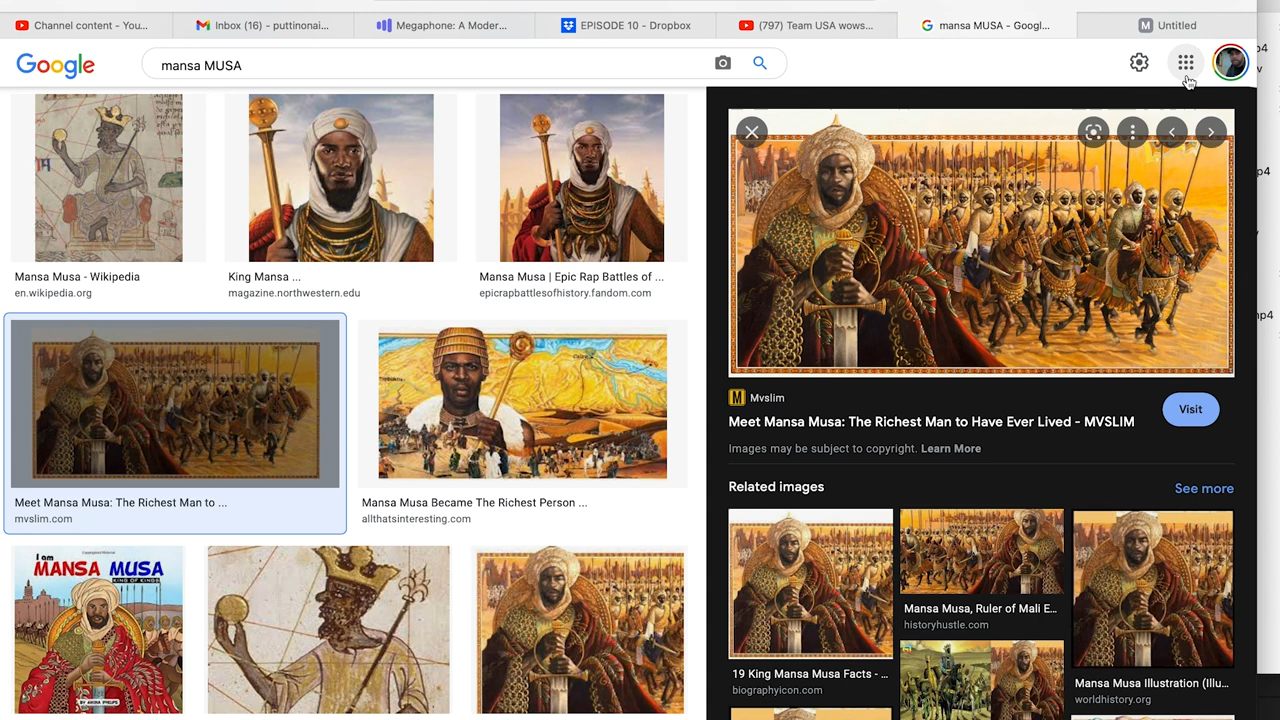 Channel content - You...
Inbox (16) - puttinonai...
Megaphone: A Moder...
EPISODE 10 - Dropbox
(797) Team USA wows...
mansa MUSA - Googl...
Untitled
Google
mansa MUSA
Mansa Musa - Wikipedia
en.wikipedia.org
King Mansa ...
magazine.northwestern.edu
Mansa Musa | Epic Rap Battles of ...
epicrapbattlesofhistory.fandom.com
Meet Mansa Musa: The Richest Man to ...
mvslim.com
Mansa Musa Became The Richest Person ...
allthatsinteresting.com
I am
MANSA MUSA
KING OF KINGS
Mvslim
Meet Mansa Musa: The Richest Man to Have Ever Lived - MVSLIM
Visit
Images may be subject to copyright. Learn More
Related images
See more
19 King Mansa Musa Facts - ...
biographyicon.com
Mansa Musa, Ruler of Mali E...
historyhustle.com
Mansa Musa Illustration (Illu...
worldhistory.org